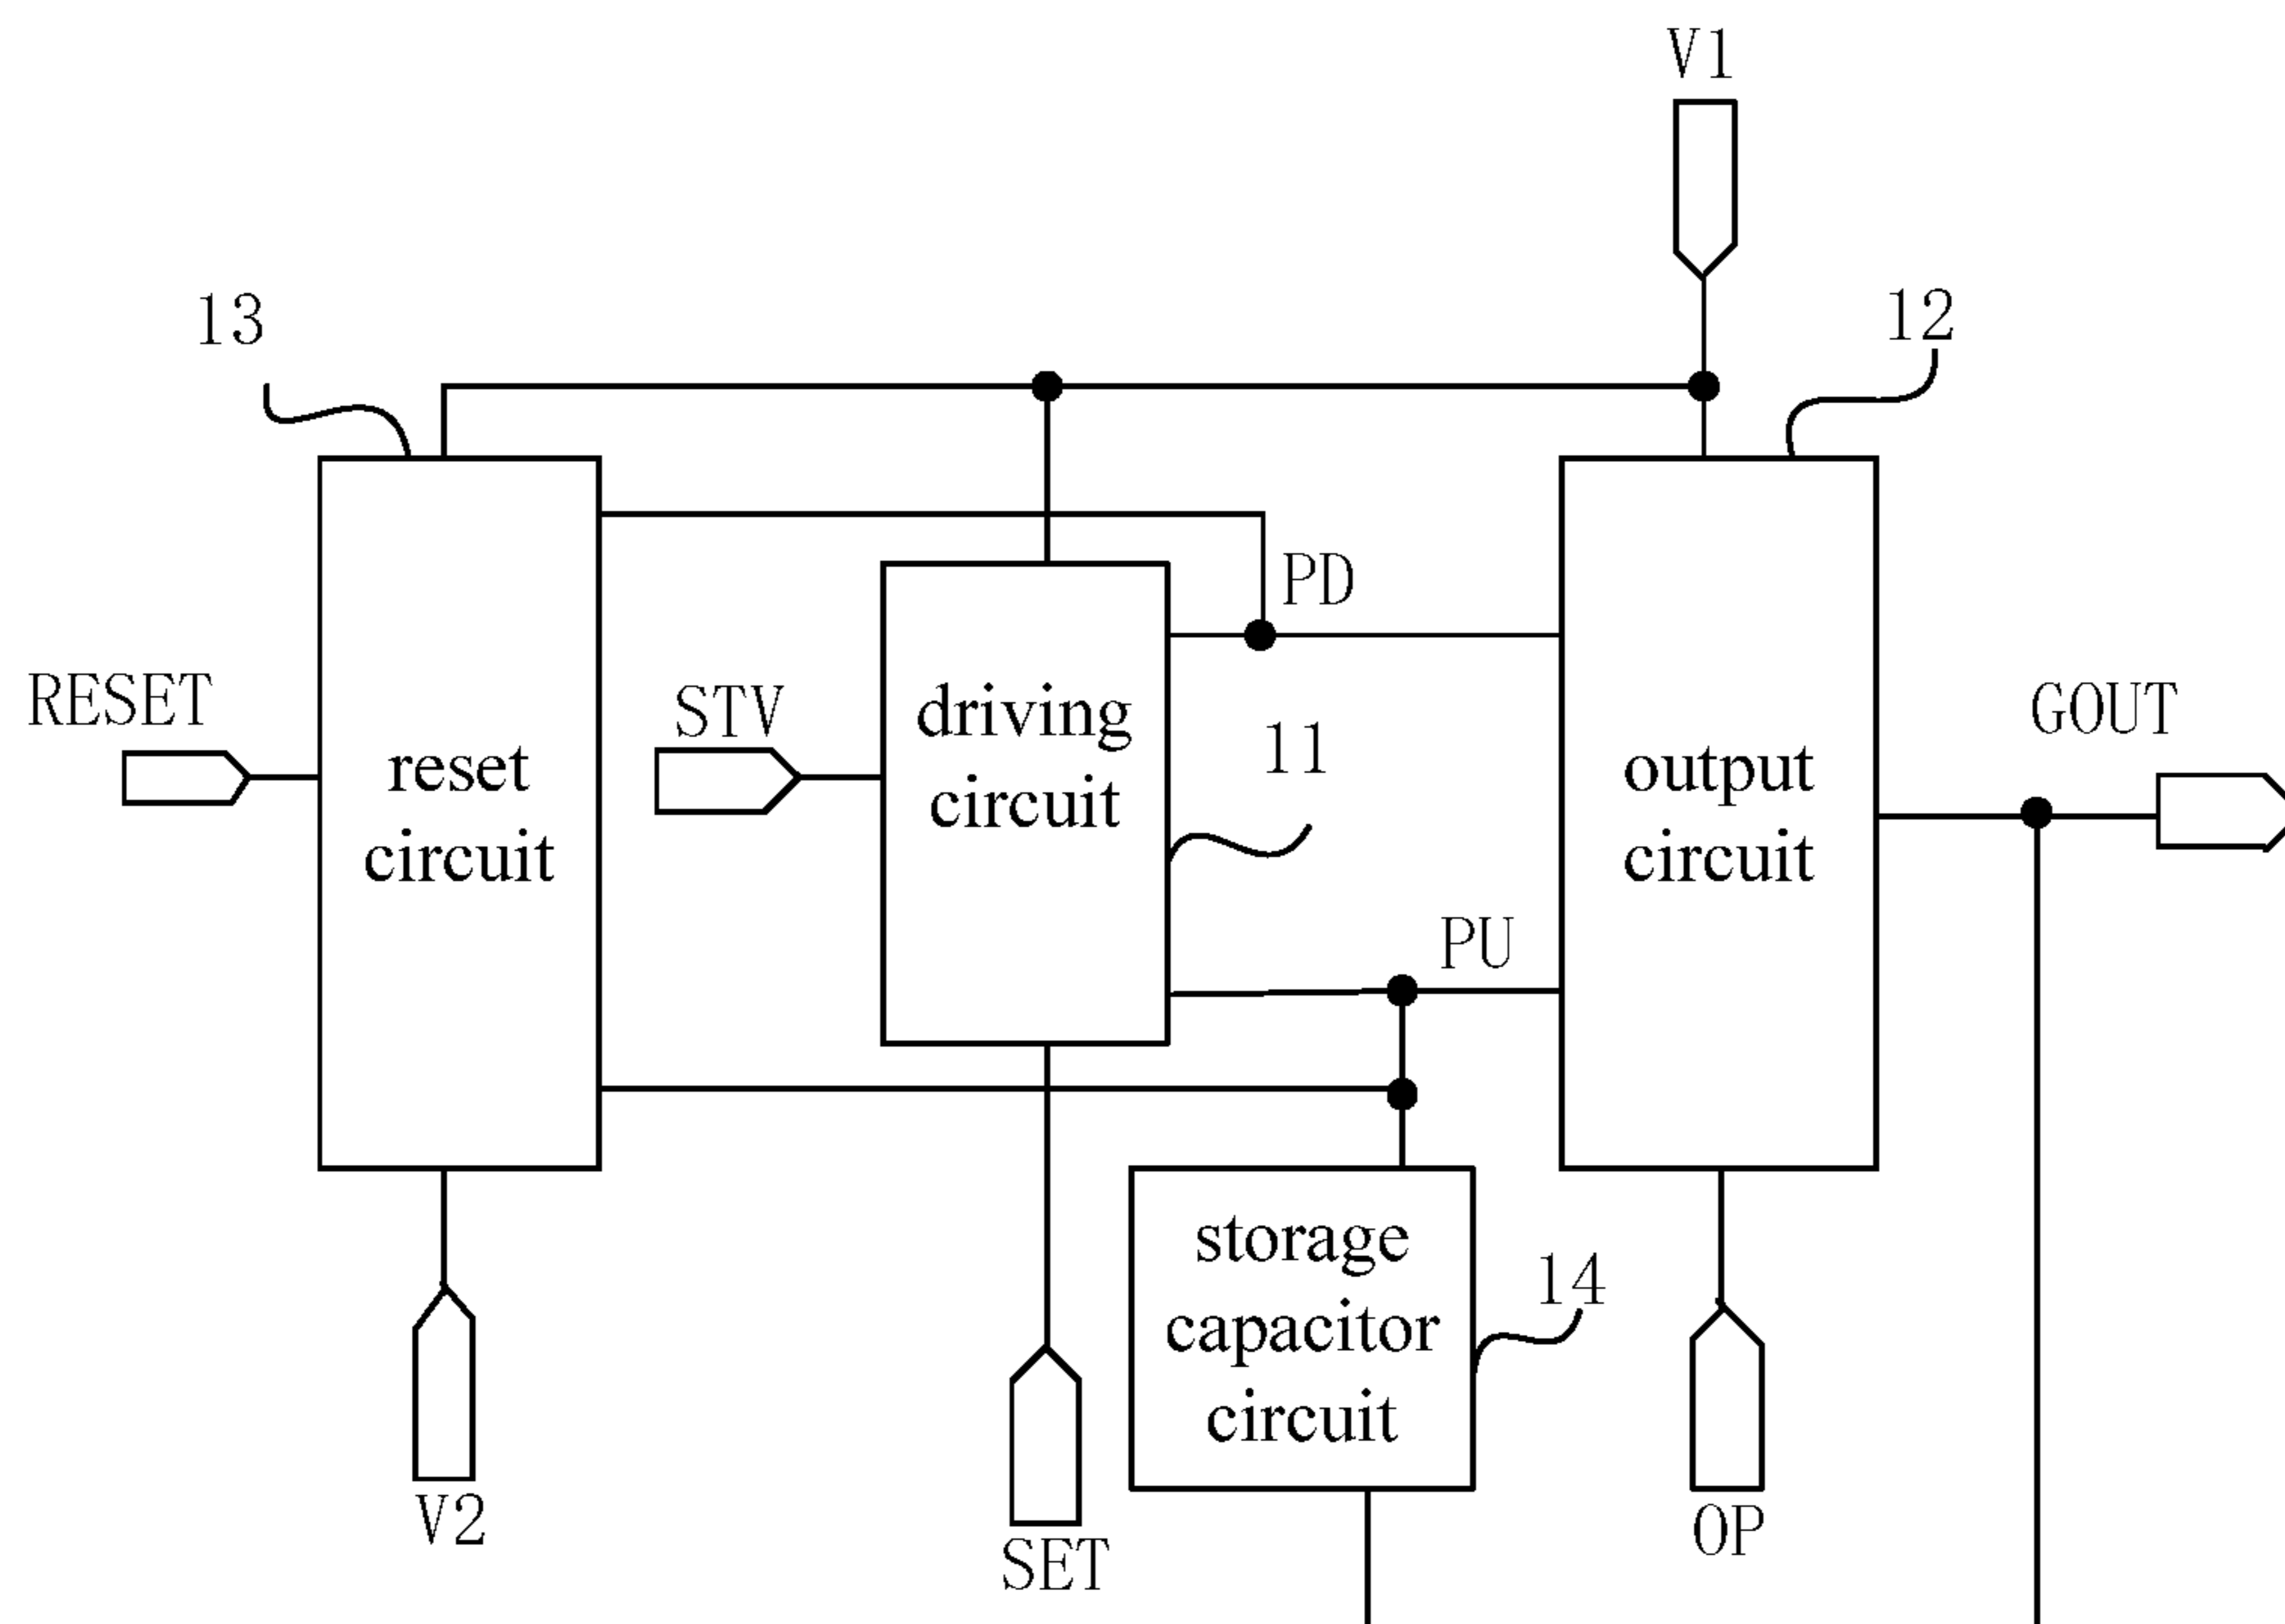 V1
13
12
PD
RESET
STV
driving
circuit
11
reset
circuit
output
circuit
GOUT
PU
storage
capacitor
circuit
14
V2
SET
OP